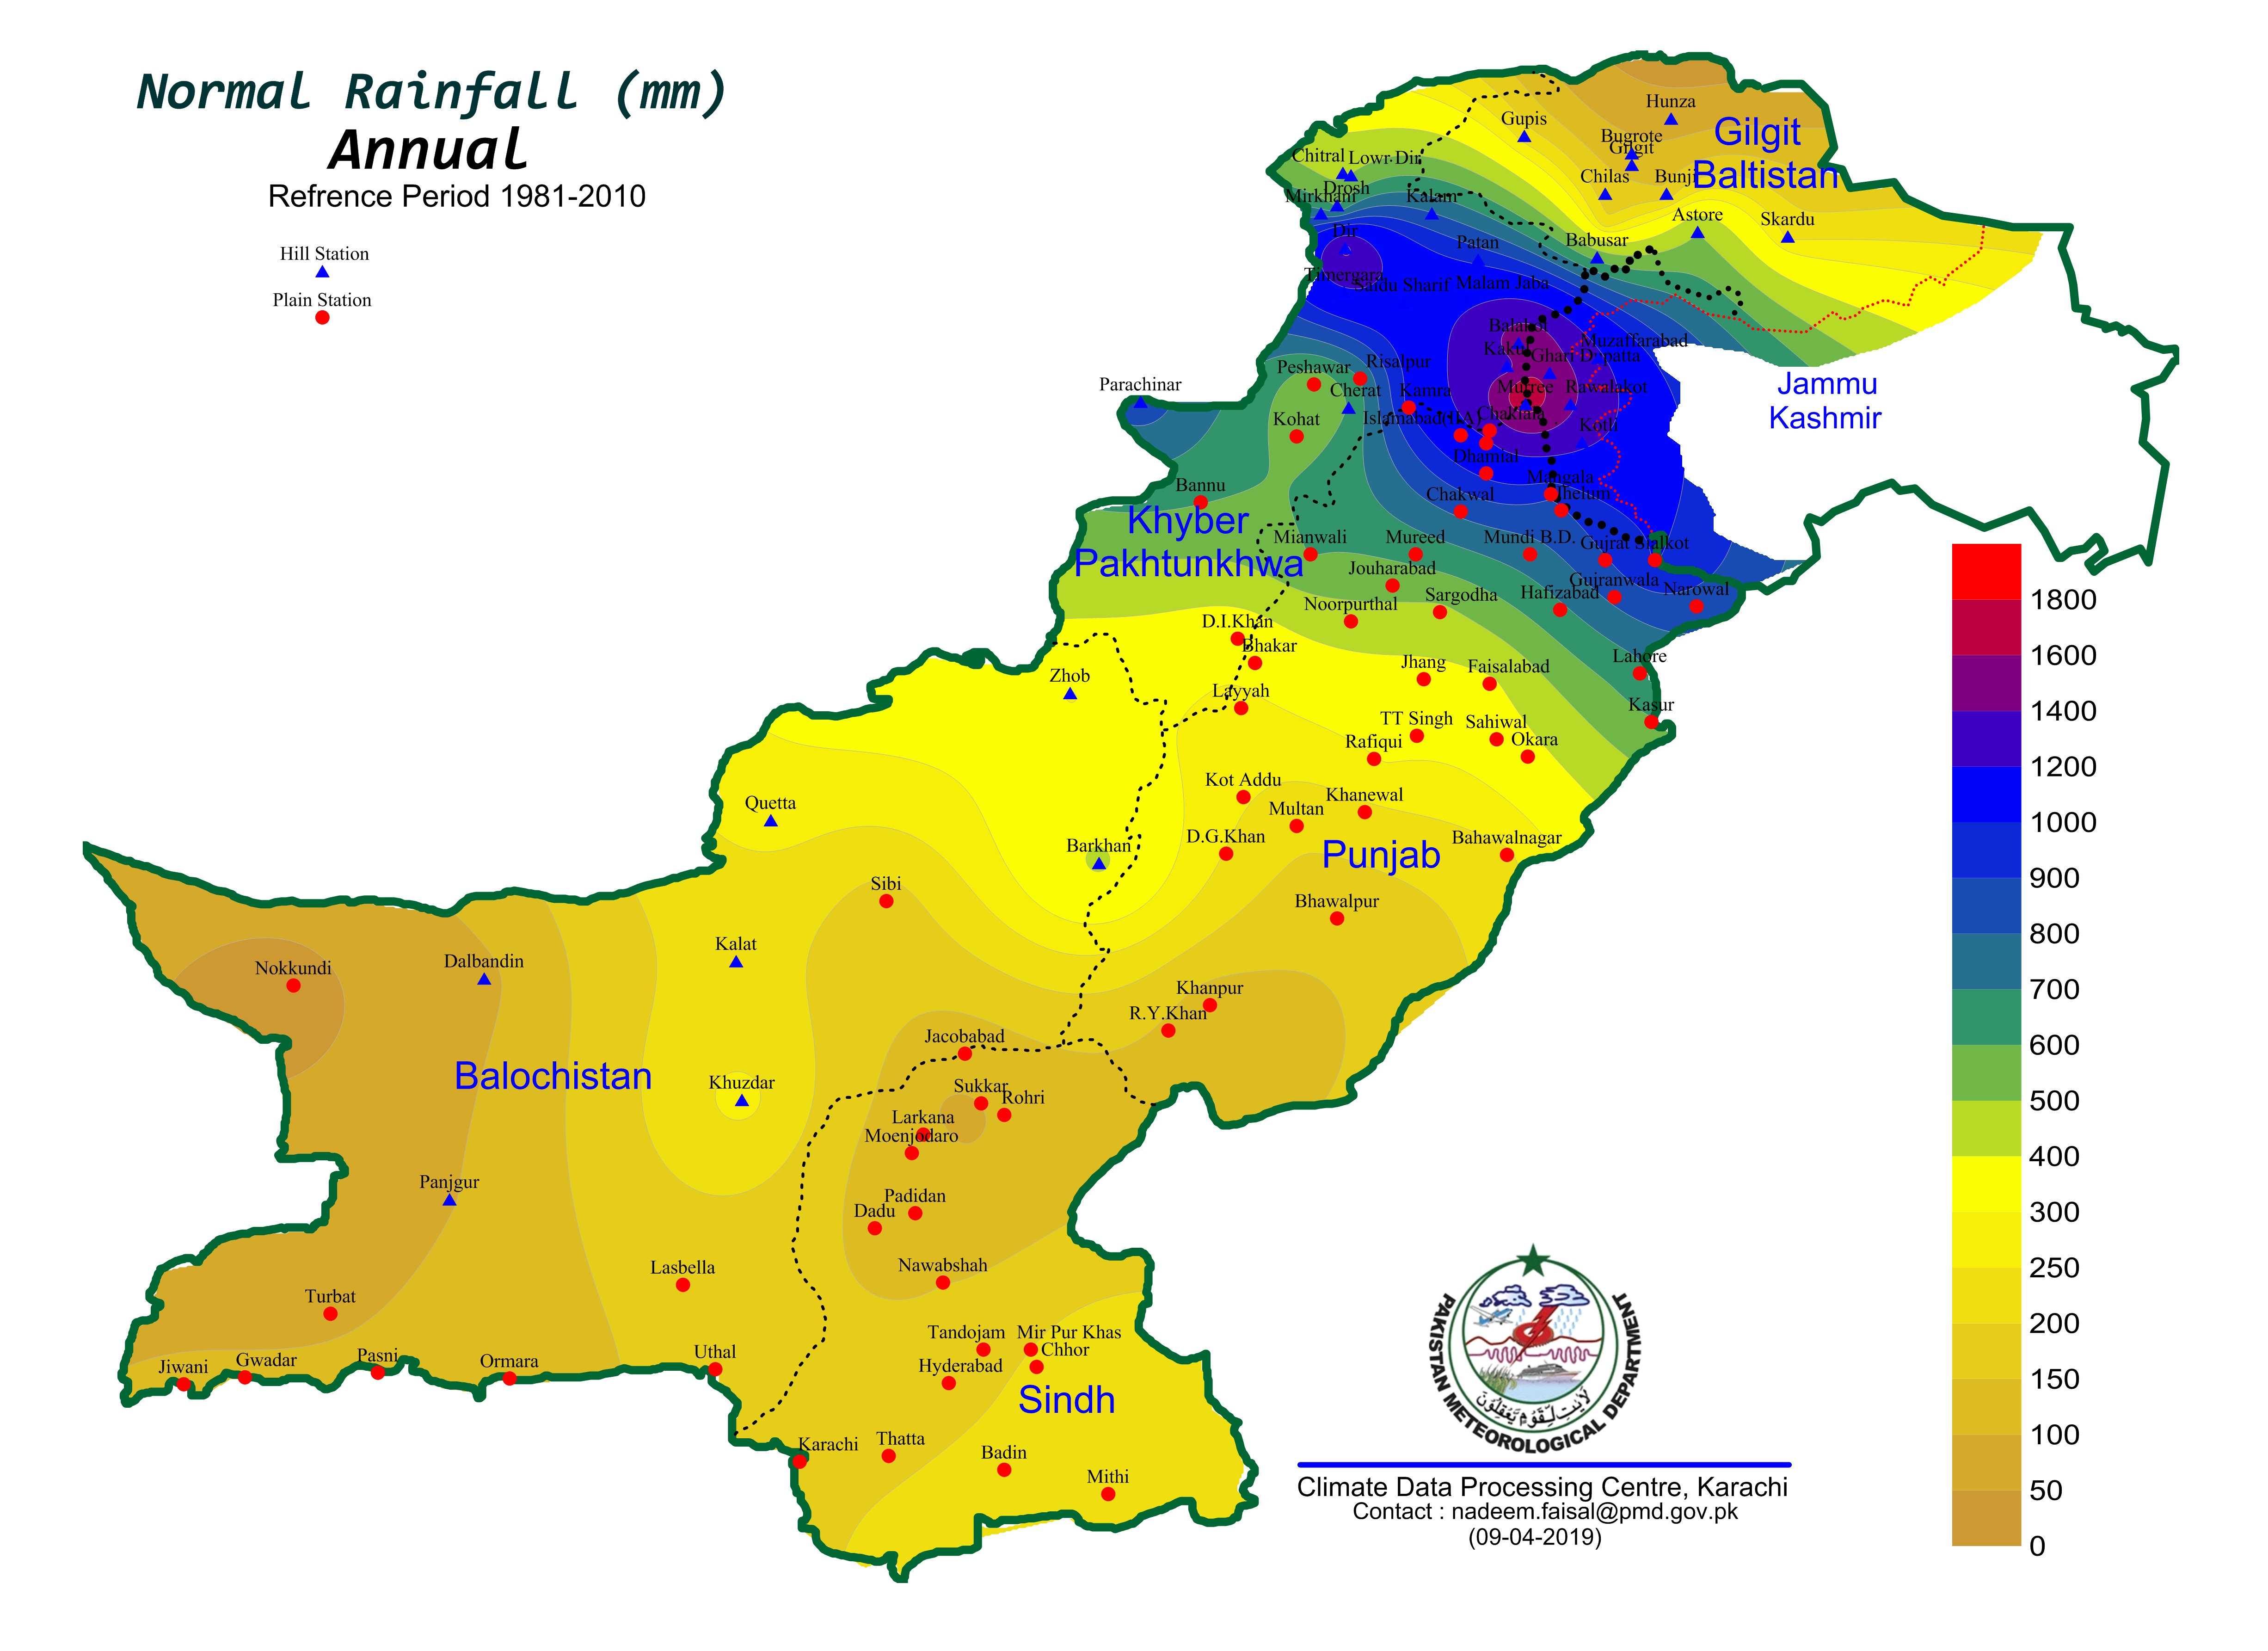 Normal Rainfall (mm)
Annual
Refrence Period 1981-2010
Hill Station
Plain Station
Hunza
Gupis
Gilgit
Baltistan
Bugrote
Gilgit
Chitral
Lowr Dir
Chilas
Bunji
Drosh
Mirkhani
Kalam
Astore
Skardu
Dir
Patan
Babusar
Timergara
Saidu Sharif
Malam Jaba
Balakot
Muzaffarabad
Kakul
Ghari Dupatta
Peshawar
Risalpur
Parachinar
Cherat
Kamra
Murree
Rawalakot
Jammu
Kashmir
Kohat
Islamabad(IIA)
Chaklala
Kotli
Dhamial
Bannu
Chakwal
Mangala
Jhelum
Khyber
Pakhtunkhwa
Mianwali
Mureed
Mundi B.D.
Gujrat
Sialkot
Jouharabad
Gujranwala
Noorpurthal
Sargodha
Hafizabad
Narowal
D.I.Khan
Bhakar
Zhob
Jhang
Faisalabad
Lahore
Layyah
Kasur
TT Singh
Sahiwal
Rafiqui
Okara
Quetta
Kot Addu
Multan
Khanewal
Barkhan
D.G.Khan
Punjab
Bahawalnagar
Sibi
Bhawalpur
Kalat
Nokkundi
Dalbandin
Khanpur
R.Y.Khan
Jacobabad
Balochistan
Khuzdar
Sukkar
Rohri
Larkana
Moenjodaro
Panjgur
Padidan
Dadu
Lasbella
Nawabshah
Turbat
Tandojam
Mir Pur Khas
Chhor
Jiwani
Gwadar
Pasni
Ormara
Uthal
Hyderabad
Sindh
Karachi
Thatta
Badin
Mithi
1800
1600
1400
1200
1000
900
800
700
600
500
400
300
250
200
150
100
50
0
PAKISTAN METEOROLOGICAL DEPARTMENT
لَاٰيٰتٍ لِّقَوْمٍ يَّعْقِلُوْنَ
Climate Data Processing Centre, Karachi
Contact : nadeem.faisal@pmd.gov.pk
(09-04-2019)